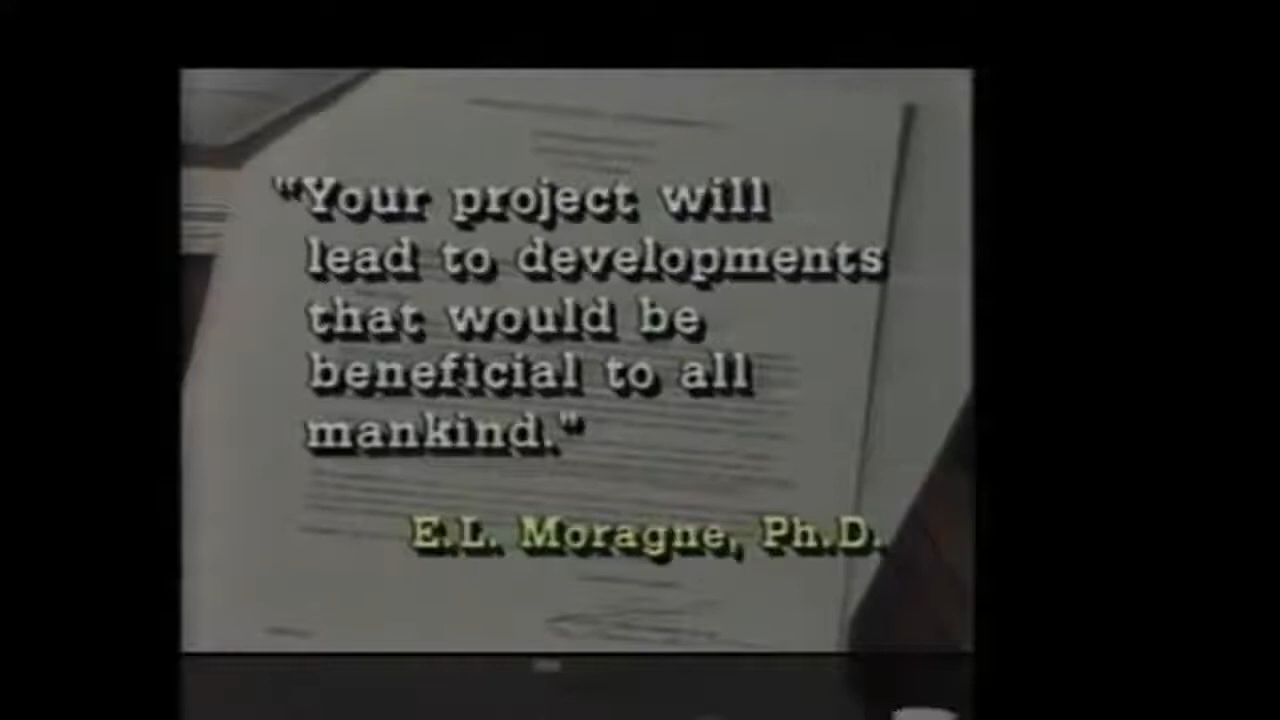 "Your project will
lead to developments
that would be
beneficial to all
mankind."
E.L. Moragne, Ph.D.